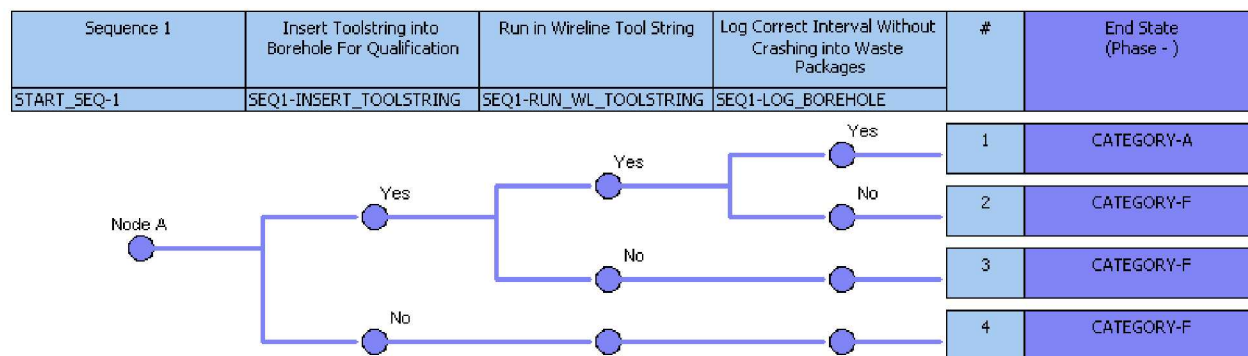 Sequence 1
Insert Toolstring into
Borehole For Qualification
Run in Wireline Tool String
Log Correct Interval Without
Crashing into Waste
Packages
#
End State
(Phase - )
START_SEQ-1
SEQ1-INSERT_TOOLSTRING
SEQ1-RUN_WL_TOOLSTRING
SEQ1-LOG_BOREHOLE
Yes
1
CATEGORY-A
Yes
Yes
No
2
CATEGORY-F
Node A
No
3
CATEGORY-F
No
4
CATEGORY-F